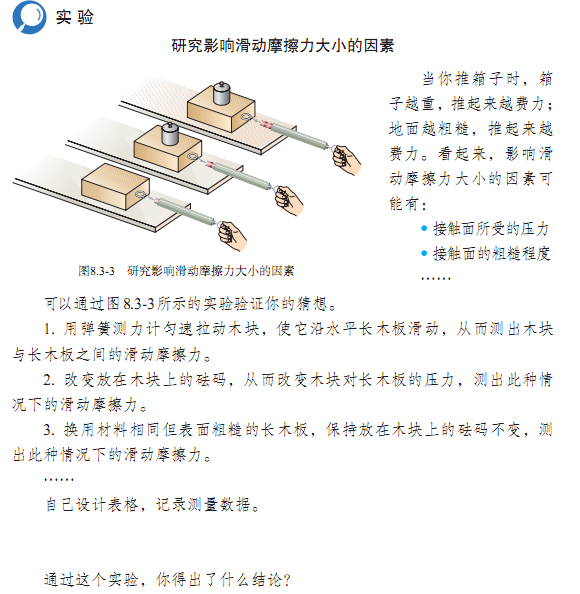 实验
研究影响滑动摩擦力大小的因素
当你推箱子时，箱
子越重，推起来越费力；
地面越粗糙，推起来越
费力。看起来，影响滑
动摩擦力大小的因素可
能有：
● 接触面所受的压力
● 接触面的粗糙程度
……
图8.3-3 研究影响滑动摩擦力大小的因素
可以通过图8.3-3所示的实验验证你的猜想。
1. 用弹簧测力计匀速拉动木块，使它沿水平长木板滑动，从而测出木块
与长木板之间的滑动摩擦力。
2. 改变放在木块上的砝码，从而改变木块对长木板的压力，测出此种情
况下的滑动摩擦力。
3. 换用材料相同但表面粗糙的长木板，保持放在木块上的砝码不变，测
出此种情况下的滑动摩擦力。
……
自己设计表格，记录测量数据。
通过这个实验，你得出了什么结论？